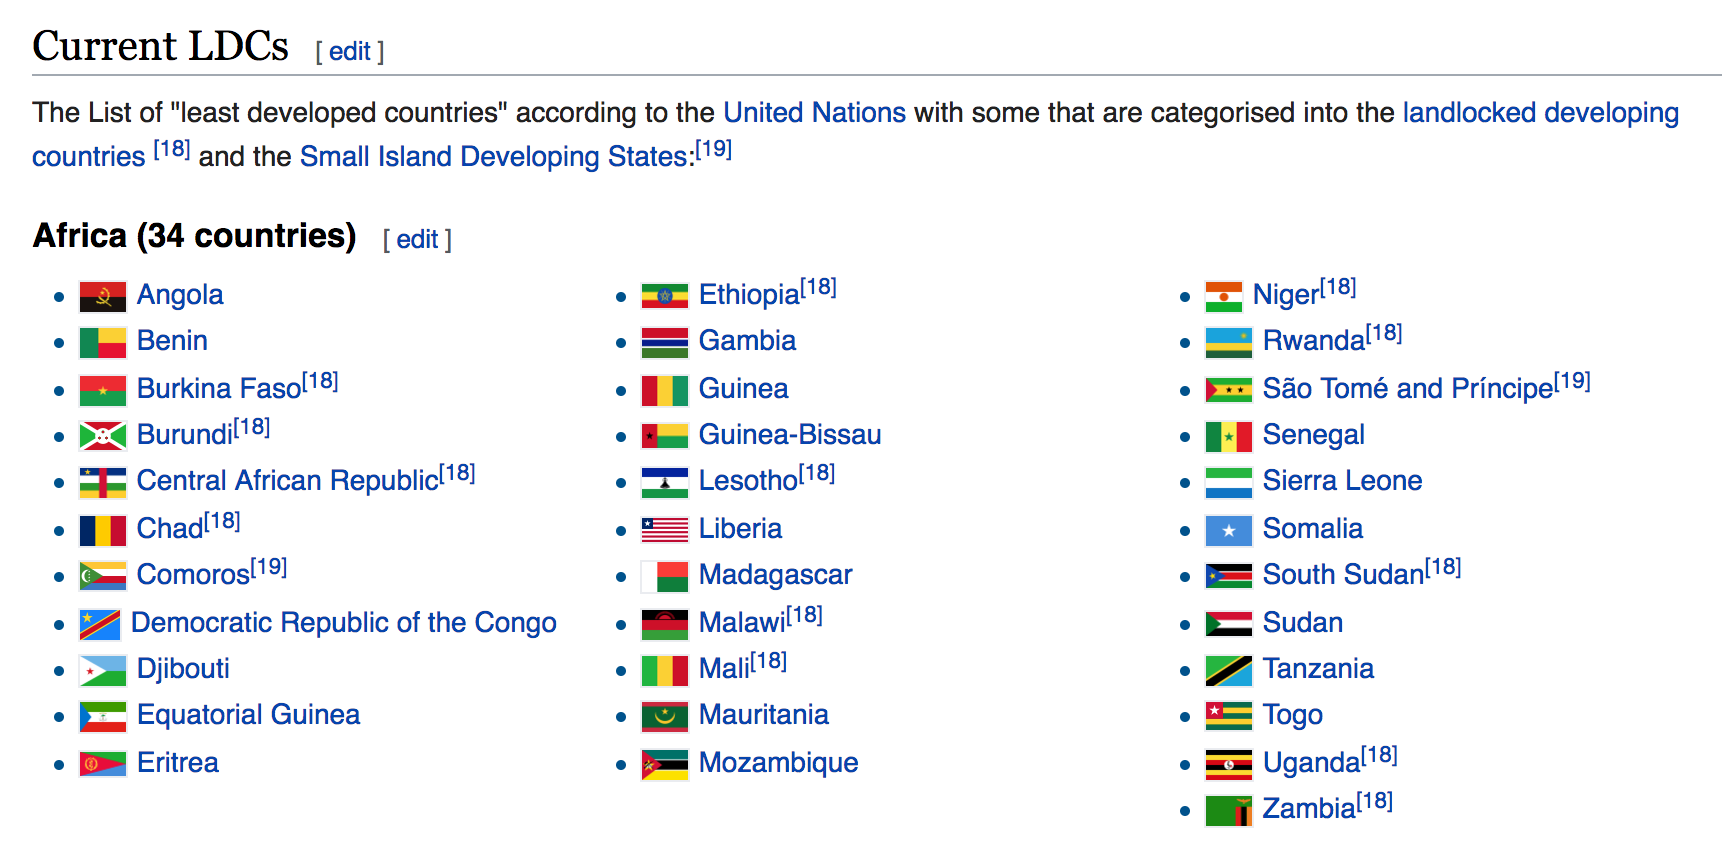 Current LDCs [ edit ]
The List of "least developed countries" according to the United Nations with some that are categorised into the landlocked developing
countries [18] and the Small Island Developing States:[19]
Africa (34 countries) [ edit ]
Angola
Benin
Burkina Faso[18]
Burundi[18]
Central African Republic[18]
Chad[18]
Comoros[19]
Democratic Republic of the Congo
Djibouti
Equatorial Guinea
Eritrea
Ethiopia[18]
Gambia
Guinea
Guinea-Bissau
Lesotho[18]
Liberia
Madagascar
Malawi[18]
Mali[18]
Mauritania
Mozambique
Niger[18]
Rwanda[18]
São Tomé and Príncipe[19]
Senegal
Sierra Leone
Somalia
South Sudan[18]
Sudan
Tanzania
Togo
Uganda[18]
Zambia[18]